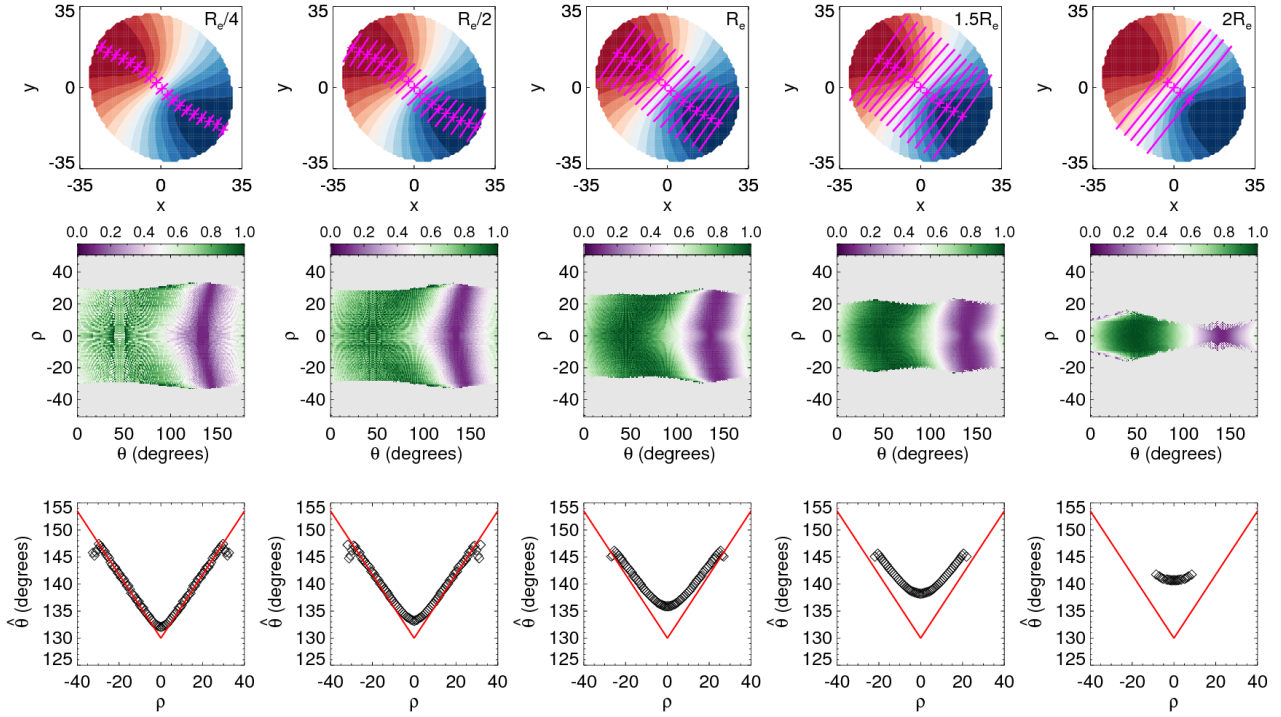 35 R_e/4 35 R_e/2 35 R_e 35 1.5R_e 35 2R_e
y 0 y 0 y 0 y 0 y 0
-35 -35 -35 -35 -35
-35 0 35 -35 0 35 -35 0 35 -35 0 35 -35 0 35
x x x x x
0.0 0.2 0.4 0.6 0.8 1.0 0.0 0.2 0.4 0.6 0.8 1.0 0.0 0.2 0.4 0.6 0.8 1.0 0.0 0.2 0.4 0.6 0.8 1.0 0.0 0.2 0.4 0.6 0.8 1.0
40 40 40 40 40
20 20 20 20 20
ρ 0 ρ 0 ρ 0 ρ 0 ρ 0
-20 -20 -20 -20 -20
-40 -40 -40 -40 -40
0 50 100 150 0 50 100 150 0 50 100 150 0 50 100 150 0 50 100 150
θ (degrees) θ (degrees) θ (degrees) θ (degrees) θ (degrees)
155 155 155 155 155
150 150 150 150 150
145 145 145 145 145
140 140 140 140 140
135 135 135 135 135
130 130 130 130 130
125 125 125 125 125
θ̂ (degrees) θ̂ (degrees) θ̂ (degrees) θ̂ (degrees) θ̂ (degrees)
-40 -20 0 20 40 -40 -20 0 20 40 -40 -20 0 20 40 -40 -20 0 20 40 -40 -20 0 20 40
ρ ρ ρ ρ ρ